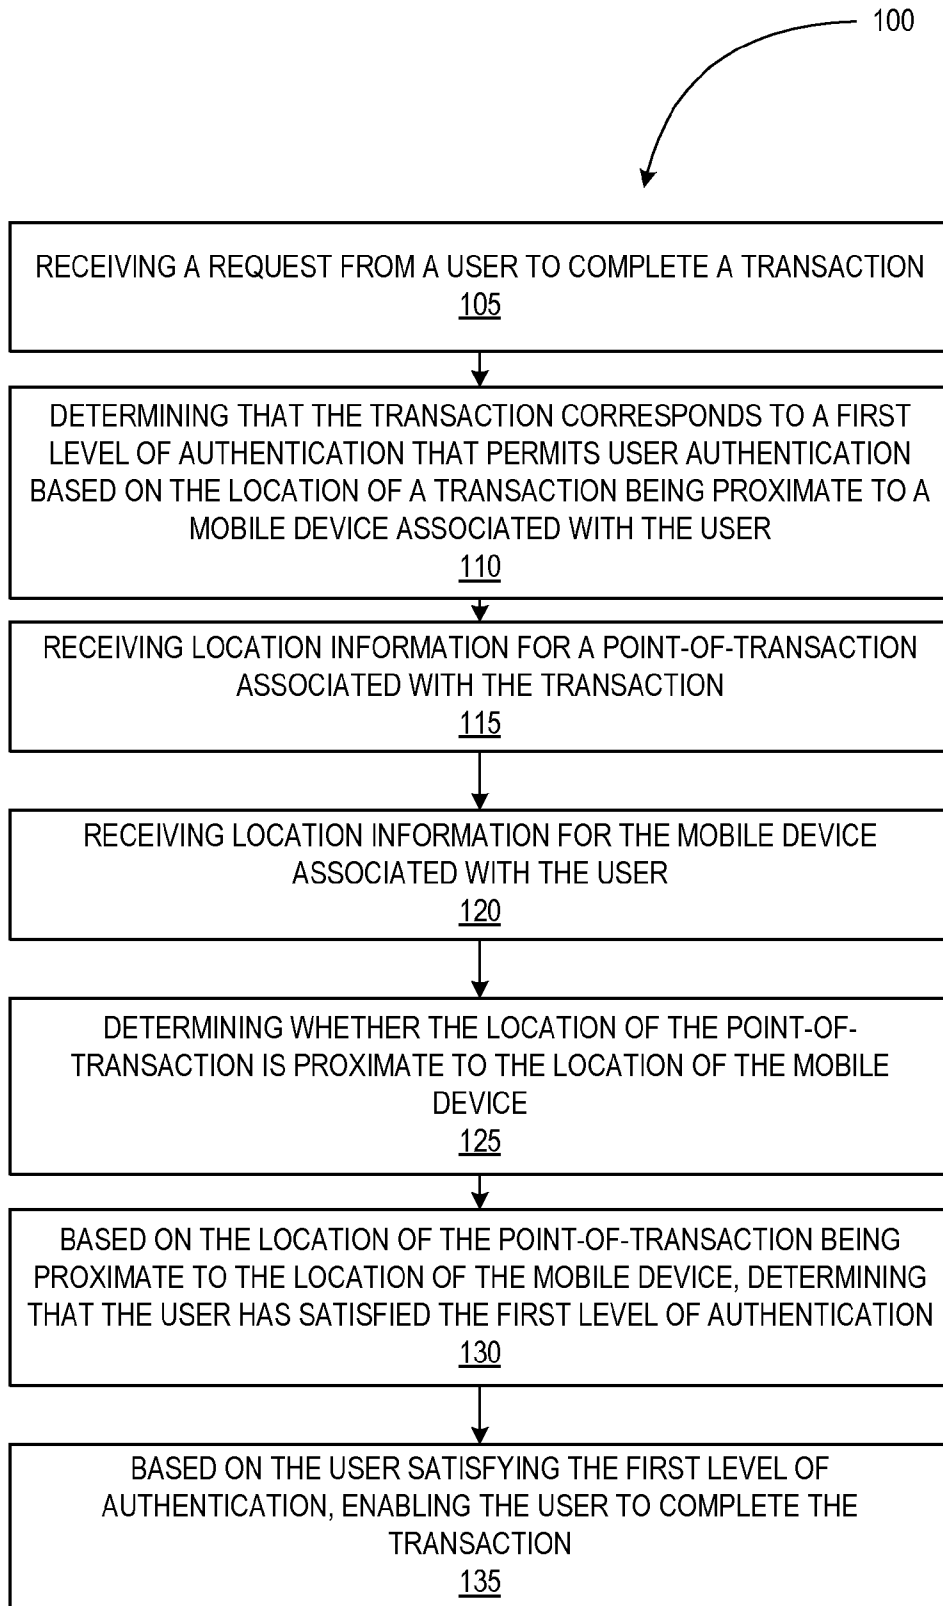 100
RECEIVING A REQUEST FROM A USER TO COMPLETE A TRANSACTION
105
DETERMINING THAT THE TRANSACTION CORRESPONDS TO A FIRST
LEVEL OF AUTHENTICATION THAT PERMITS USER AUTHENTICATION
BASED ON THE LOCATION OF A TRANSACTION BEING PROXIMATE TO A
MOBILE DEVICE ASSOCIATED WITH THE USER
110
RECEIVING LOCATION INFORMATION FOR A POINT-OF-TRANSACTION
ASSOCIATED WITH THE TRANSACTION
115
RECEIVING LOCATION INFORMATION FOR THE MOBILE DEVICE
ASSOCIATED WITH THE USER
120
DETERMINING WHETHER THE LOCATION OF THE POINT-OF-
TRANSACTION IS PROXIMATE TO THE LOCATION OF THE MOBILE
DEVICE
125
BASED ON THE LOCATION OF THE POINT-OF-TRANSACTION BEING
PROXIMATE TO THE LOCATION OF THE MOBILE DEVICE, DETERMINING
THAT THE USER HAS SATISFIED THE FIRST LEVEL OF AUTHENTICATION
130
BASED ON THE USER SATISFYING THE FIRST LEVEL OF
AUTHENTICATION, ENABLING THE USER TO COMPLETE THE
TRANSACTION
135